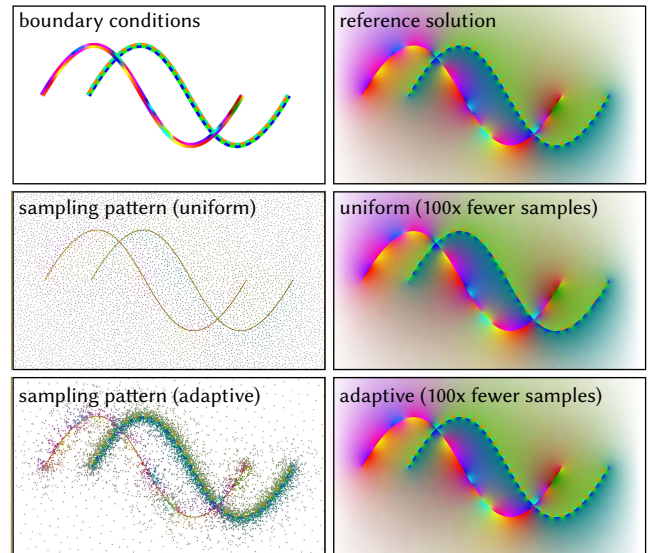 boundary conditions
reference solution
sampling pattern (uniform)
uniform (100x fewer samples)
sampling pattern (adaptive)
adaptive (100x fewer samples)